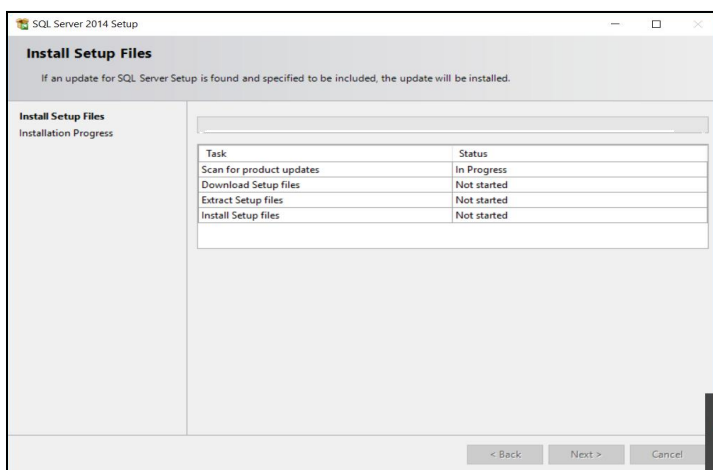 SQL Server 2014 Setup
Install Setup Files
If an update for SQL Server Setup is found and specified to be included, the update will be installed.
Install Setup Files
Installation Progress
Task Status
Scan for product updates In Progress
Download Setup files Not started
Extract Setup files Not started
Install Setup files Not started
< Back Next > Cancel